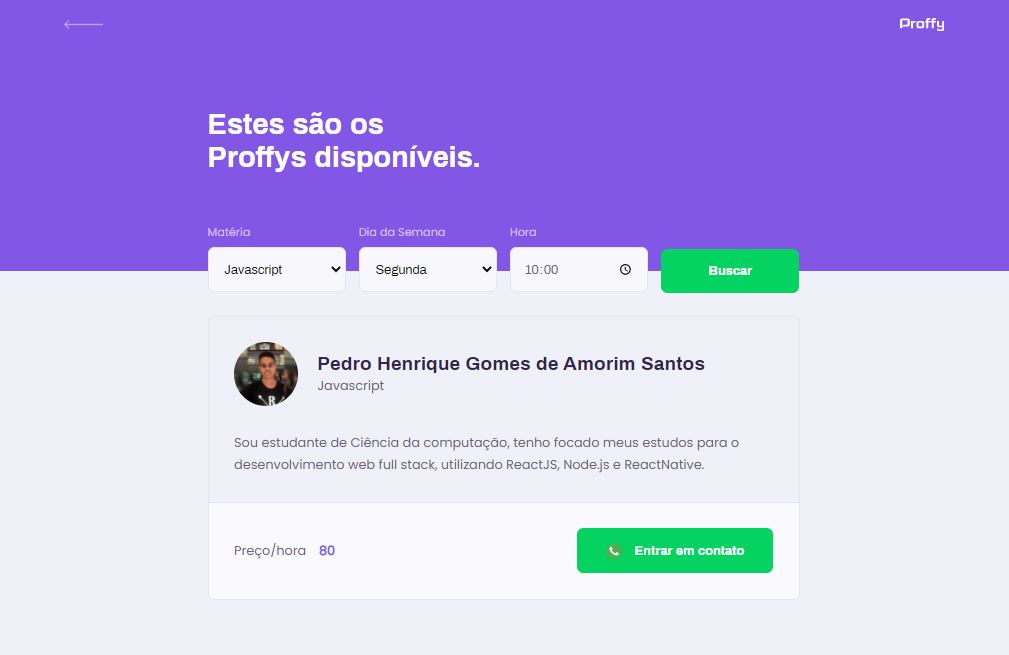 Proffy
Estes são os
Proffys disponíveis.
Matéria
Dia da Semana
Hora
Javascript
Segunda
10:00
Buscar
Pedro Henrique Gomes de Amorim Santos
Javascript
Sou estudante de Ciência da computação, tenho focado meus estudos para o
desenvolvimento web full stack, utilizando ReactJS, Node.js e ReactNative.
Preço/hora 80
Entrar em contato